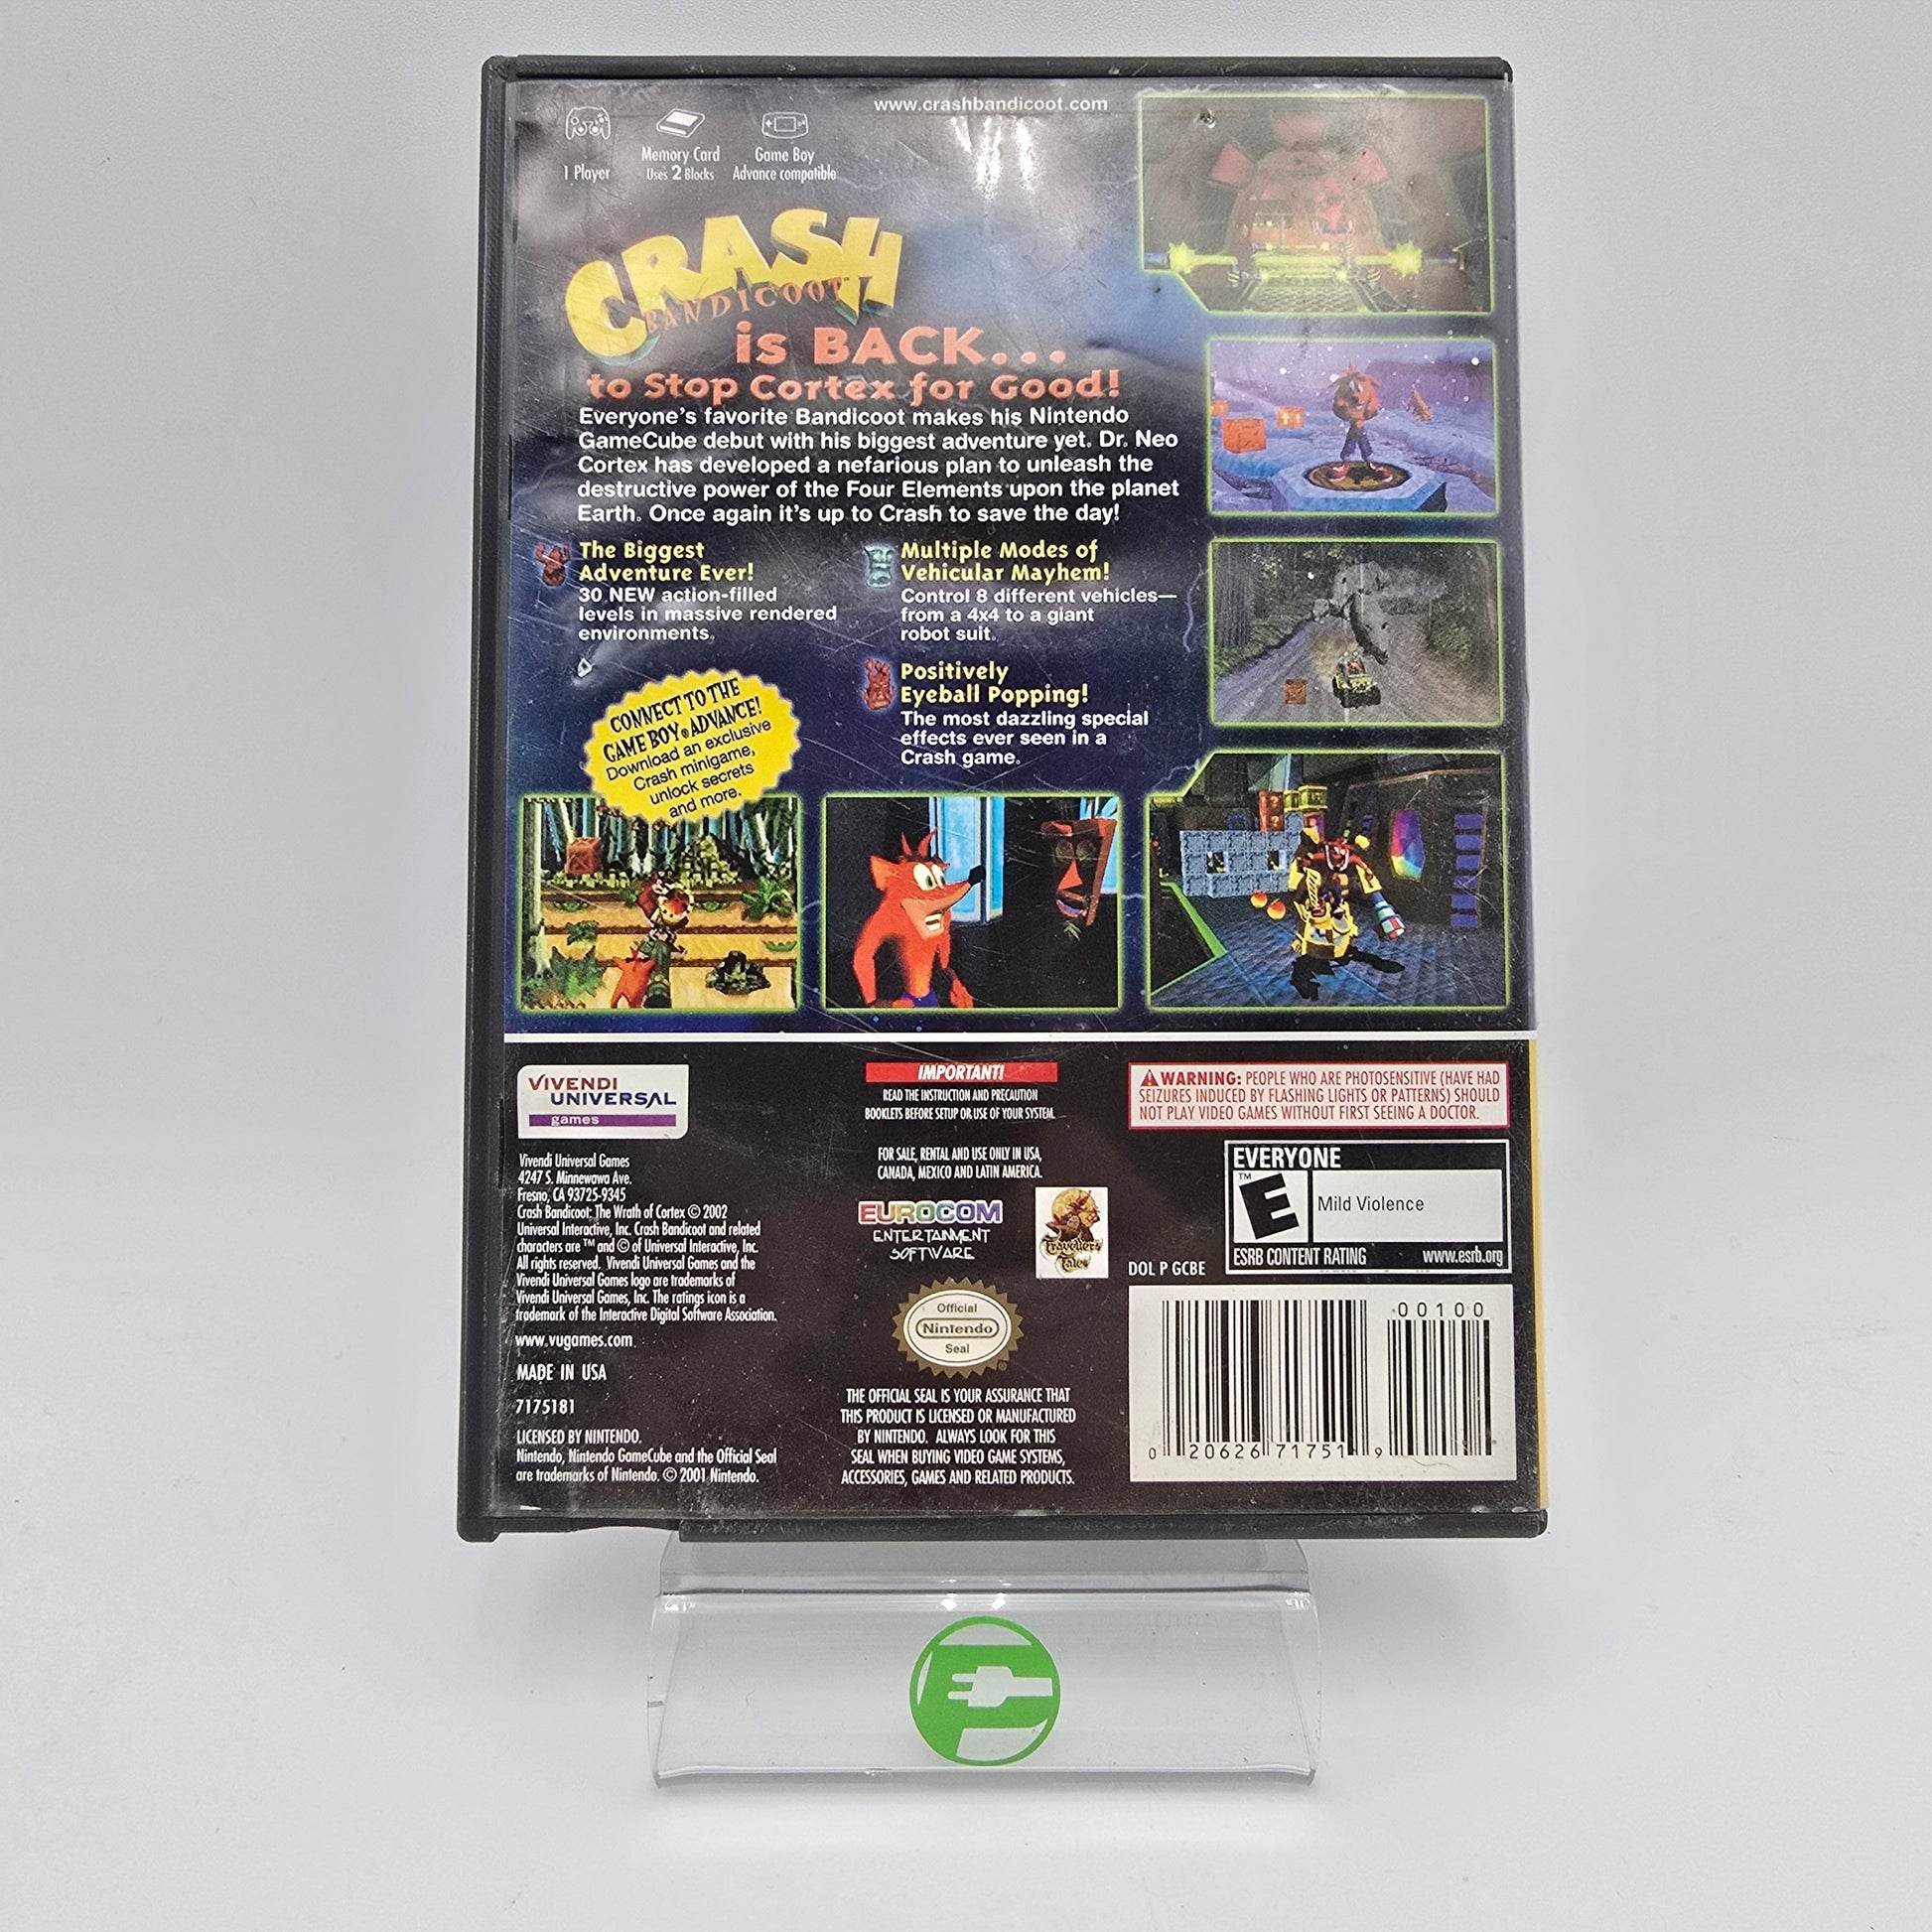 www.crashbandicoot.com
1 Player
Memory Card
Uses 2 Blocks
Game Boy
Advance compatible
CRASH
BANDICOOT™
is BACK...
to Stop Cortex for Good!
Everyone's favorite Bandicoot makes his Nintendo
GameCube debut with his biggest adventure yet. Dr. Neo
Cortex has developed a nefarious plan to unleash the
destructive power of the Four Elements upon the planet
Earth. Once again it's up to Crash to save the day!
The Biggest
Adventure Ever!
30 NEW action-filled
levels in massive rendered
environments.
Multiple Modes of
Vehicular Mayhem!
Control 8 different vehicles—
from a 4x4 to a giant
robot suit.
Positively
Eyeball Popping!
The most dazzling special
effects ever seen in a
Crash game.
CONNECT TO THE
GAME BOY® ADVANCE!
Download an exclusive
Crash minigame,
unlock secrets
and more.
VIVENDI
UNIVERSAL
games
Vivendi Universal Games
4247 S. Minnewawa Ave.
Fresno, CA 93725-9345
Crash Bandicoot: The Wrath of Cortex © 2002
Universal Interactive, Inc. Crash Bandicoot and related
characters are ™ and © of Universal Interactive, Inc.
All rights reserved. Vivendi Universal Games and the
Vivendi Universal Games logo are trademarks of
Vivendi Universal Games, Inc. The ratings icon is a
trademark of the Interactive Digital Software Association.
www.vugames.com
MADE IN USA
7175181
LICENSED BY NINTENDO.
Nintendo, Nintendo GameCube and the Official Seal
are trademarks of Nintendo. © 2001 Nintendo.
IMPORTANT!
READ THE INSTRUCTION AND PRECAUTION
BOOKLETS BEFORE SETUP OR USE OF YOUR SYSTEM.
FOR SALE, RENTAL AND USE ONLY IN USA,
CANADA, MEXICO AND LATIN AMERICA.
EUROCOM
ENTERTAINMENT
SOFTWARE
Travellers
Tales
Official
Nintendo
Seal
®
THE OFFICIAL SEAL IS YOUR ASSURANCE THAT
THIS PRODUCT IS LICENSED OR MANUFACTURED
BY NINTENDO. ALWAYS LOOK FOR THIS
SEAL WHEN BUYING VIDEO GAME SYSTEMS,
ACCESSORIES, GAMES AND RELATED PRODUCTS.
WARNING: PEOPLE WHO ARE PHOTOSENSITIVE (HAVE HAD
SEIZURES INDUCED BY FLASHING LIGHTS OR PATTERNS) SHOULD
NOT PLAY VIDEO GAMES WITHOUT FIRST SEEING A DOCTOR.
EVERYONE
™
E
Mild Violence
ESRB CONTENT RATING www.esrb.org
DOL P GCBE
00100
0 20626 71751 9